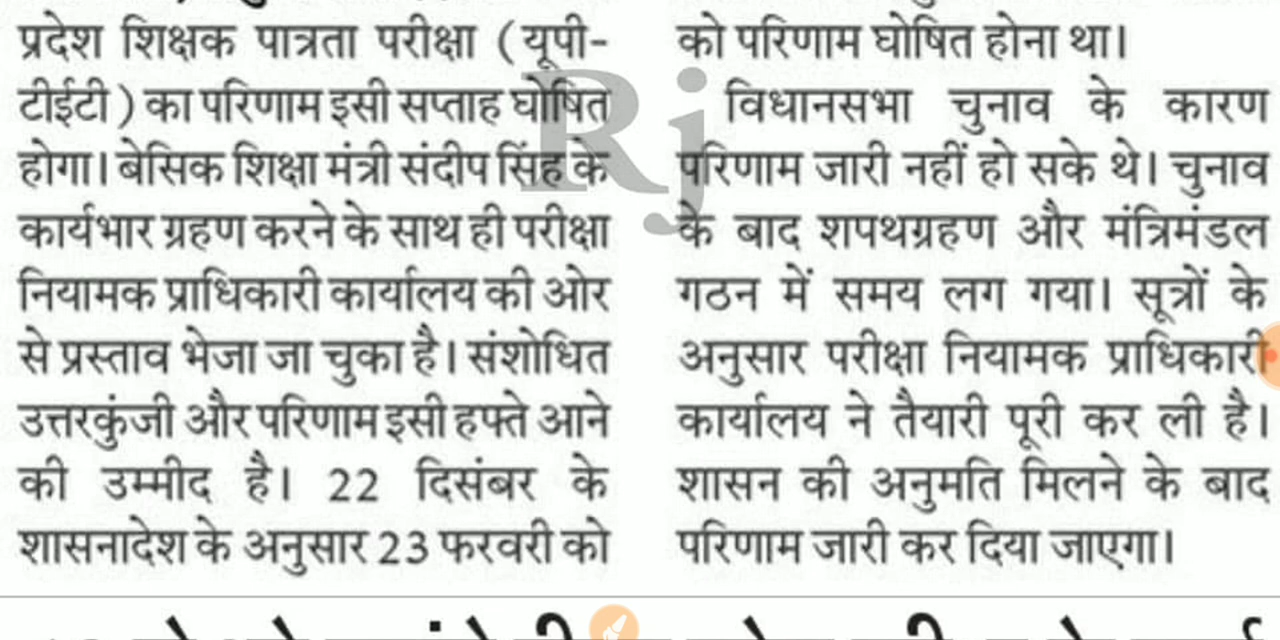 प्रदेश शिक्षक पात्रता परीक्षा (यूपी-
टीईटी) का परिणाम इसी सप्ताह घोषित
होगा। बेसिक शिक्षा मंत्री संदीप सिंह के
कार्यभार ग्रहण करने के साथ ही परीक्षा
नियामक प्राधिकारी कार्यालय की ओर
से प्रस्ताव भेजा जा चुका है। संशोधित
उत्तरकुंजी और परिणाम इसी हफ्ते आने
की उम्मीद है। 22 दिसंबर के
शासनादेश के अनुसार 23 फरवरी को
को परिणाम घोषित होना था।
विधानसभा चुनाव के कारण
परिणाम जारी नहीं हो सके थे। चुनाव
के बाद शपथग्रहण और मंत्रिमंडल
गठन में समय लग गया। सूत्रों के
अनुसार परीक्षा नियामक प्राधिकारी
कार्यालय ने तैयारी पूरी कर ली है।
शासन की अनुमति मिलने के बाद
परिणाम जारी कर दिया जाएगा।
Rj